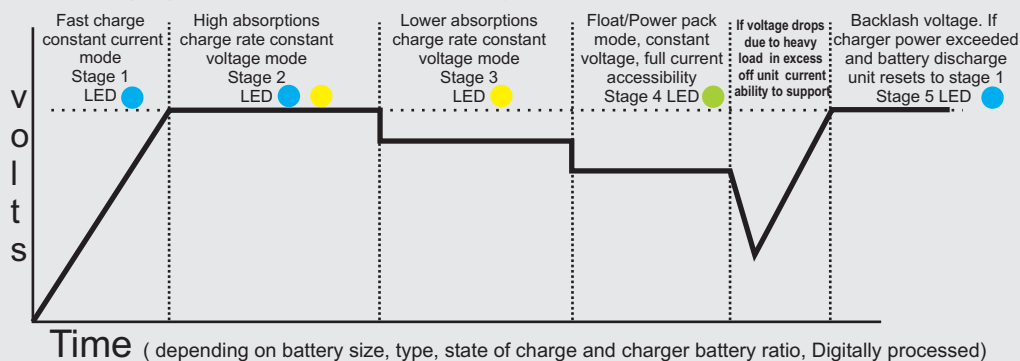 Fast charge
constant current
mode
Stage 1
LED
High absorptions
charge rate constant
voltage mode
Stage 2
LED
Lower absorptions
charge rate constant
voltage mode
Stage 3
LED
Float/Power pack
mode, constant
voltage, full current
accessibility
Stage 4 LED
If voltage drops
due to heavy
load in excess
off unit current
ability to support
Backlash voltage. If
charger power exceeded
and battery discharge
unit resets to stage 1
Stage 5 LED
volts
Time ( depending on battery size, type, state of charge and charger battery ratio, Digitally processed)